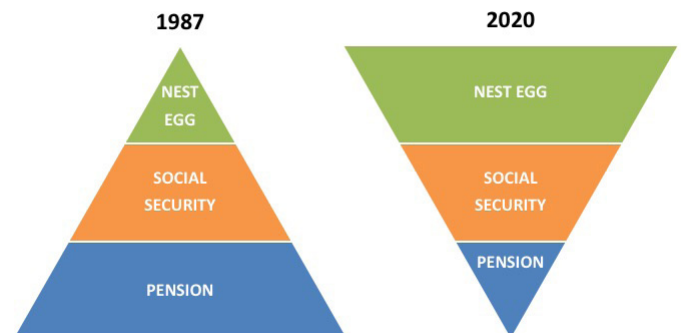 1987
NEST
EGG
SOCIAL
SECURITY
PENSION
2020
NEST EGG
SOCIAL
SECURITY
PENSION